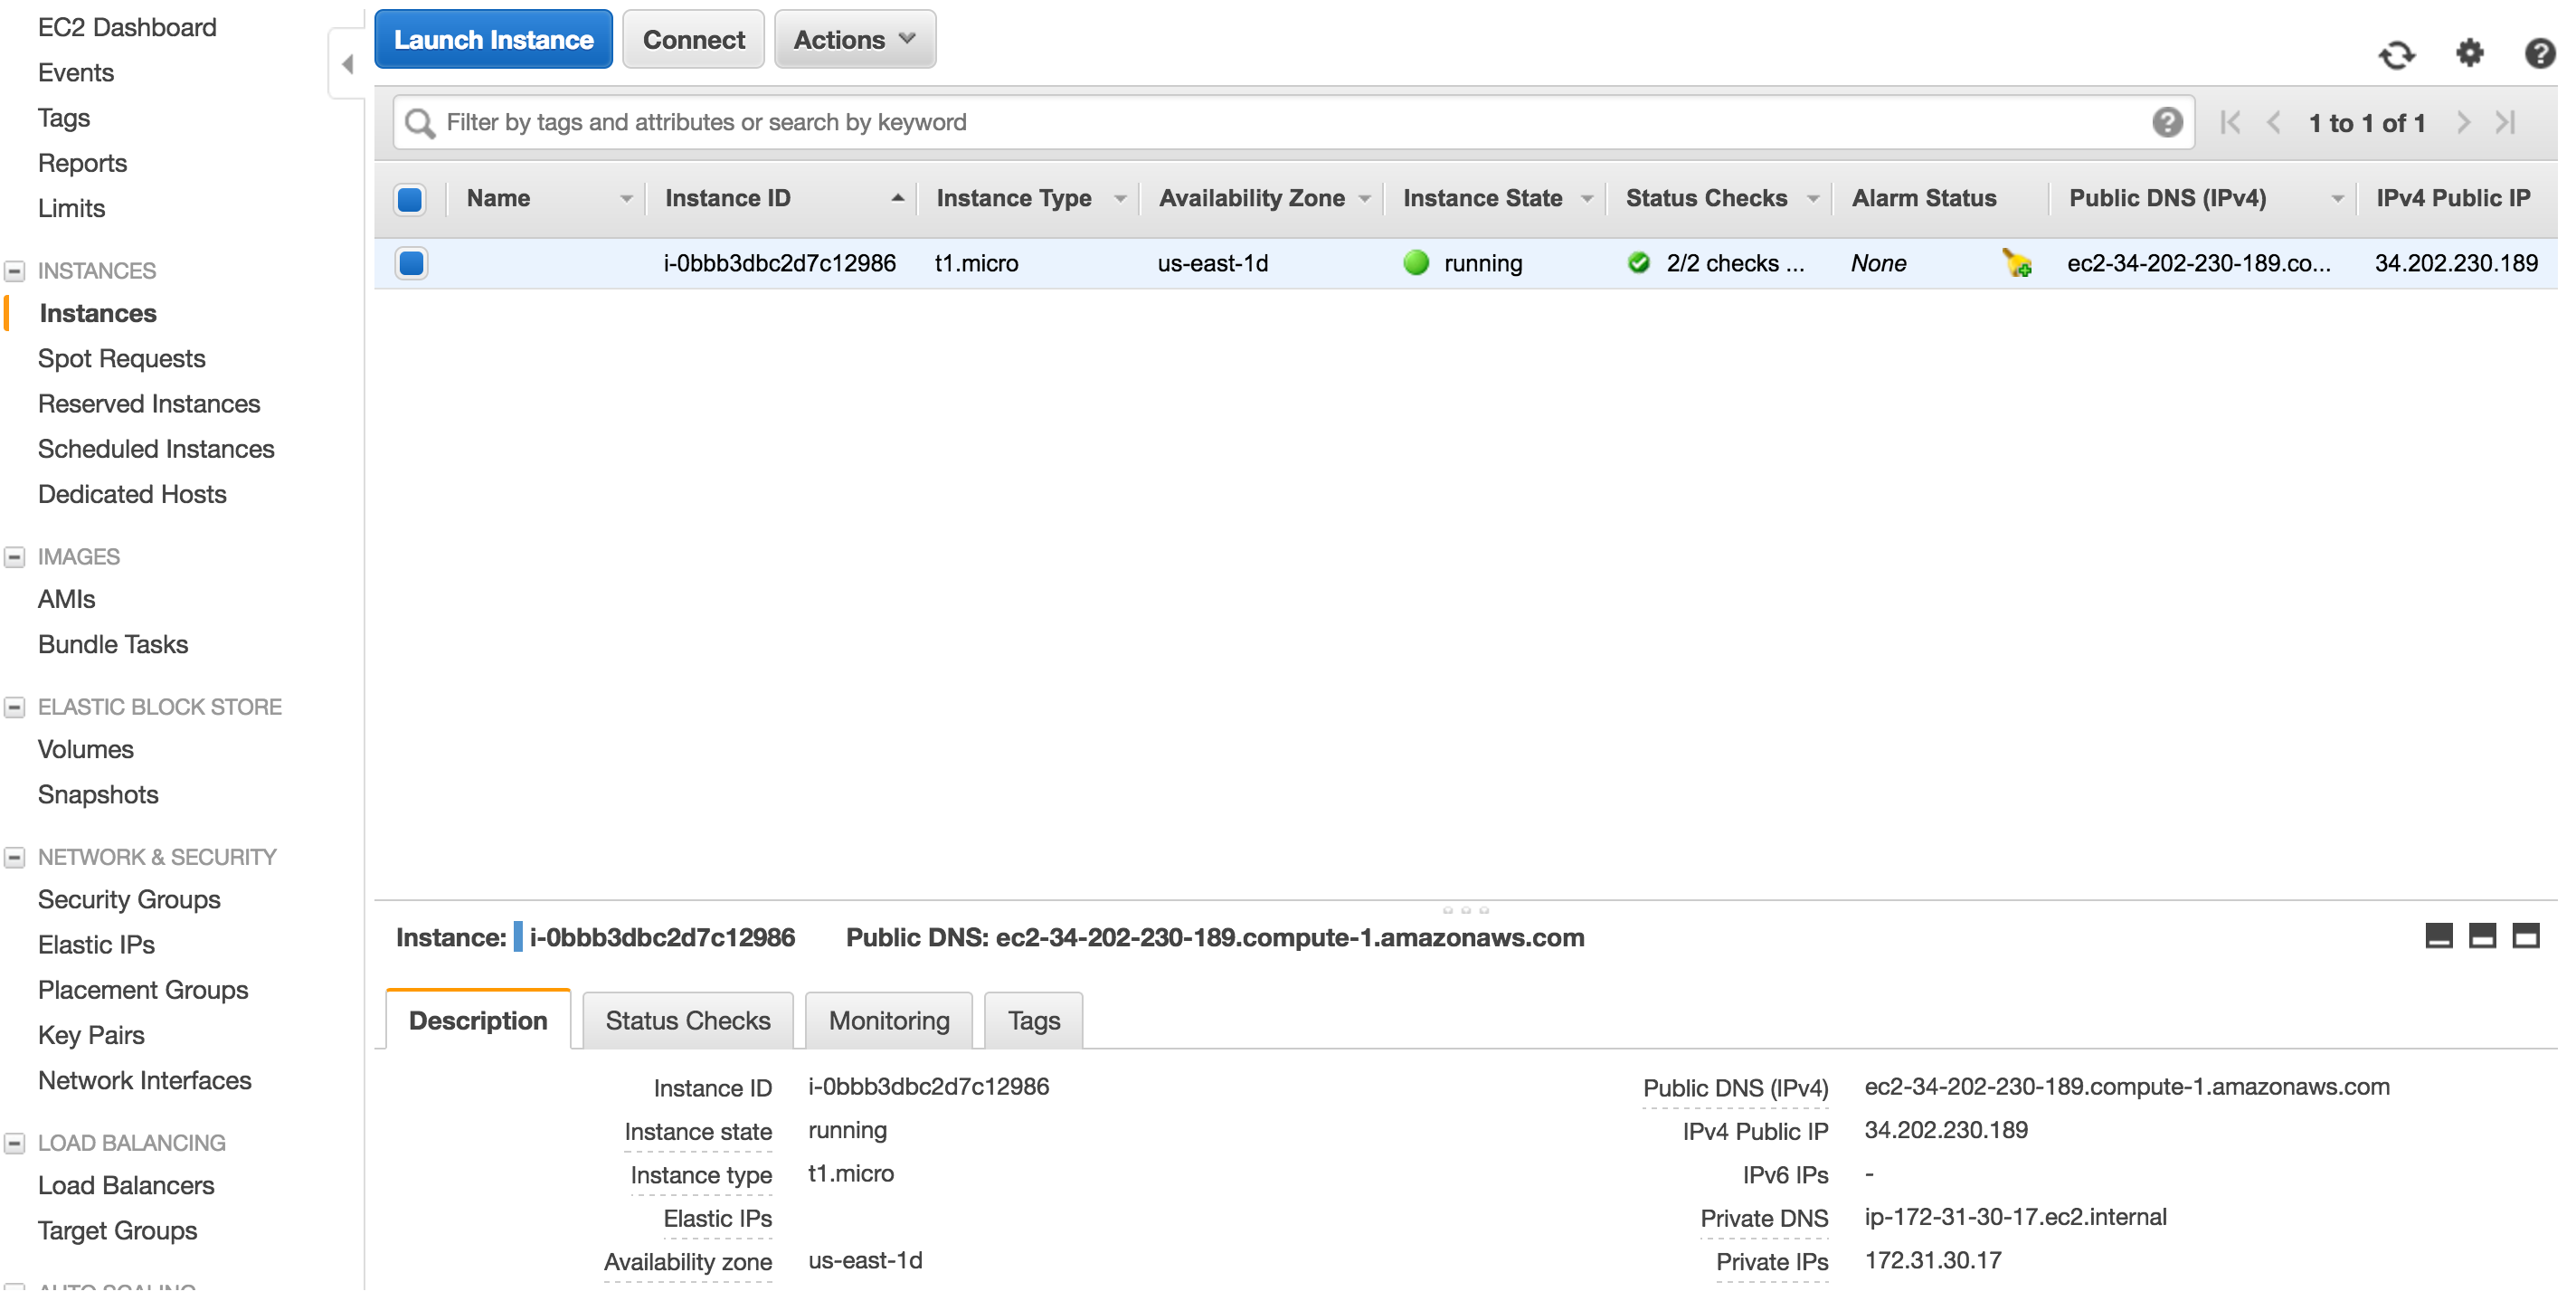 EC2 Dashboard
Events
Tags
Reports
Limits
INSTANCES
Instances
Spot Requests
Reserved Instances
Scheduled Instances
Dedicated Hosts
IMAGES
AMIs
Bundle Tasks
ELASTIC BLOCK STORE
Volumes
Snapshots
NETWORK & SECURITY
Security Groups
Elastic IPs
Placement Groups
Key Pairs
Network Interfaces
LOAD BALANCING
Load Balancers
Target Groups
AUTO SCALING
Launch Instance Connect Actions
Filter by tags and attributes or search by keyword 1 to 1 of 1
Name Instance ID Instance Type Availability Zone Instance State Status Checks Alarm Status Public DNS (IPv4) IPv4 Public IP
i-0bbb3dbc2d7c12986 t1.micro us-east-1d running 2/2 checks ... None ec2-34-202-230-189.co... 34.202.230.189
Instance: i-0bbb3dbc2d7c12986 Public DNS: ec2-34-202-230-189.compute-1.amazonaws.com
Description Status Checks Monitoring Tags
Instance ID i-0bbb3dbc2d7c12986 Public DNS (IPv4) ec2-34-202-230-189.compute-1.amazonaws.com
Instance state running IPv4 Public IP 34.202.230.189
Instance type t1.micro IPv6 IPs -
Elastic IPs Private DNS ip-172-31-30-17.ec2.internal
Availability zone us-east-1d Private IPs 172.31.30.17